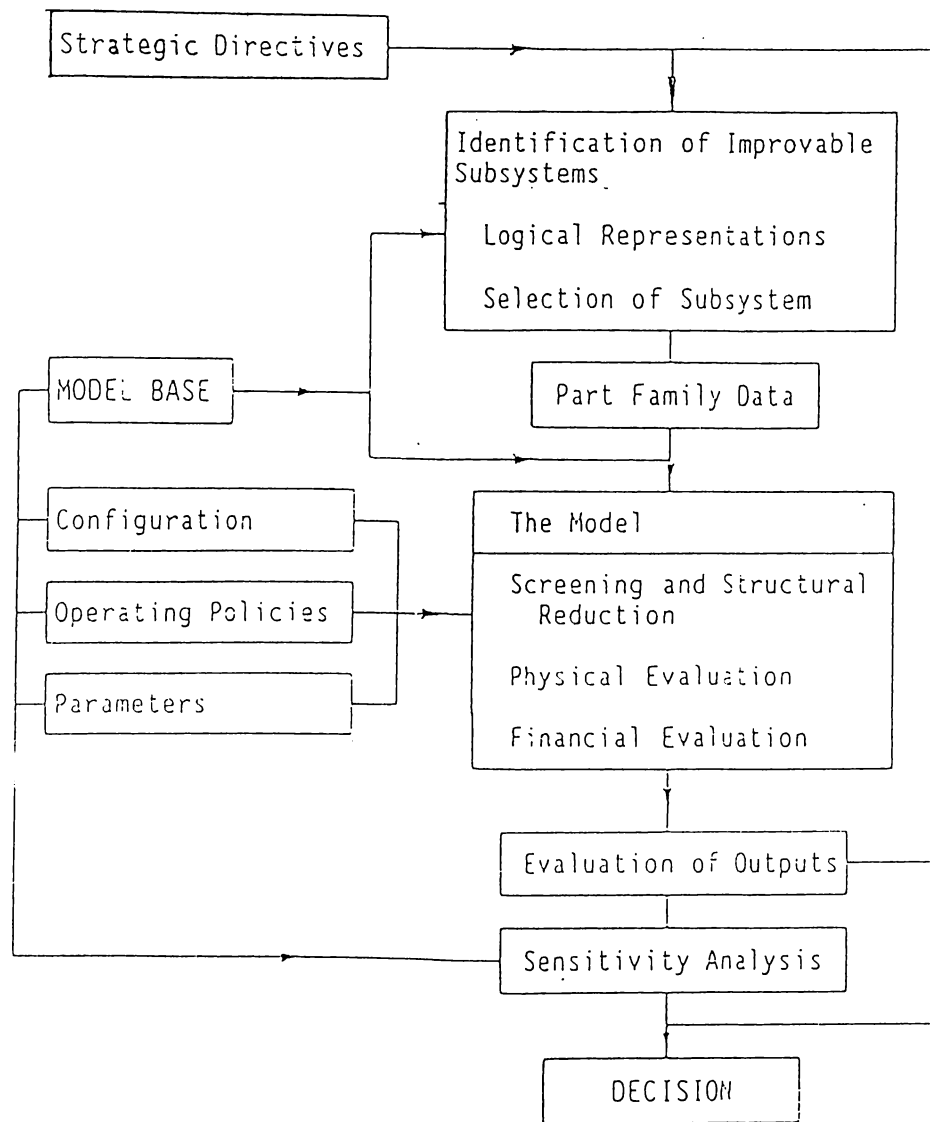 Strategic Directives
Identification of Improvable
Subsystems
Logical Representations
Selection of Subsystem
MODEL BASE
Part Family Data
Configuration
The Model
Operating Policies
Screening and Structural
Reduction
Parameters
Physical Evaluation
Financial Evaluation
Evaluation of Outputs
Sensitivity Analysis
DECISION